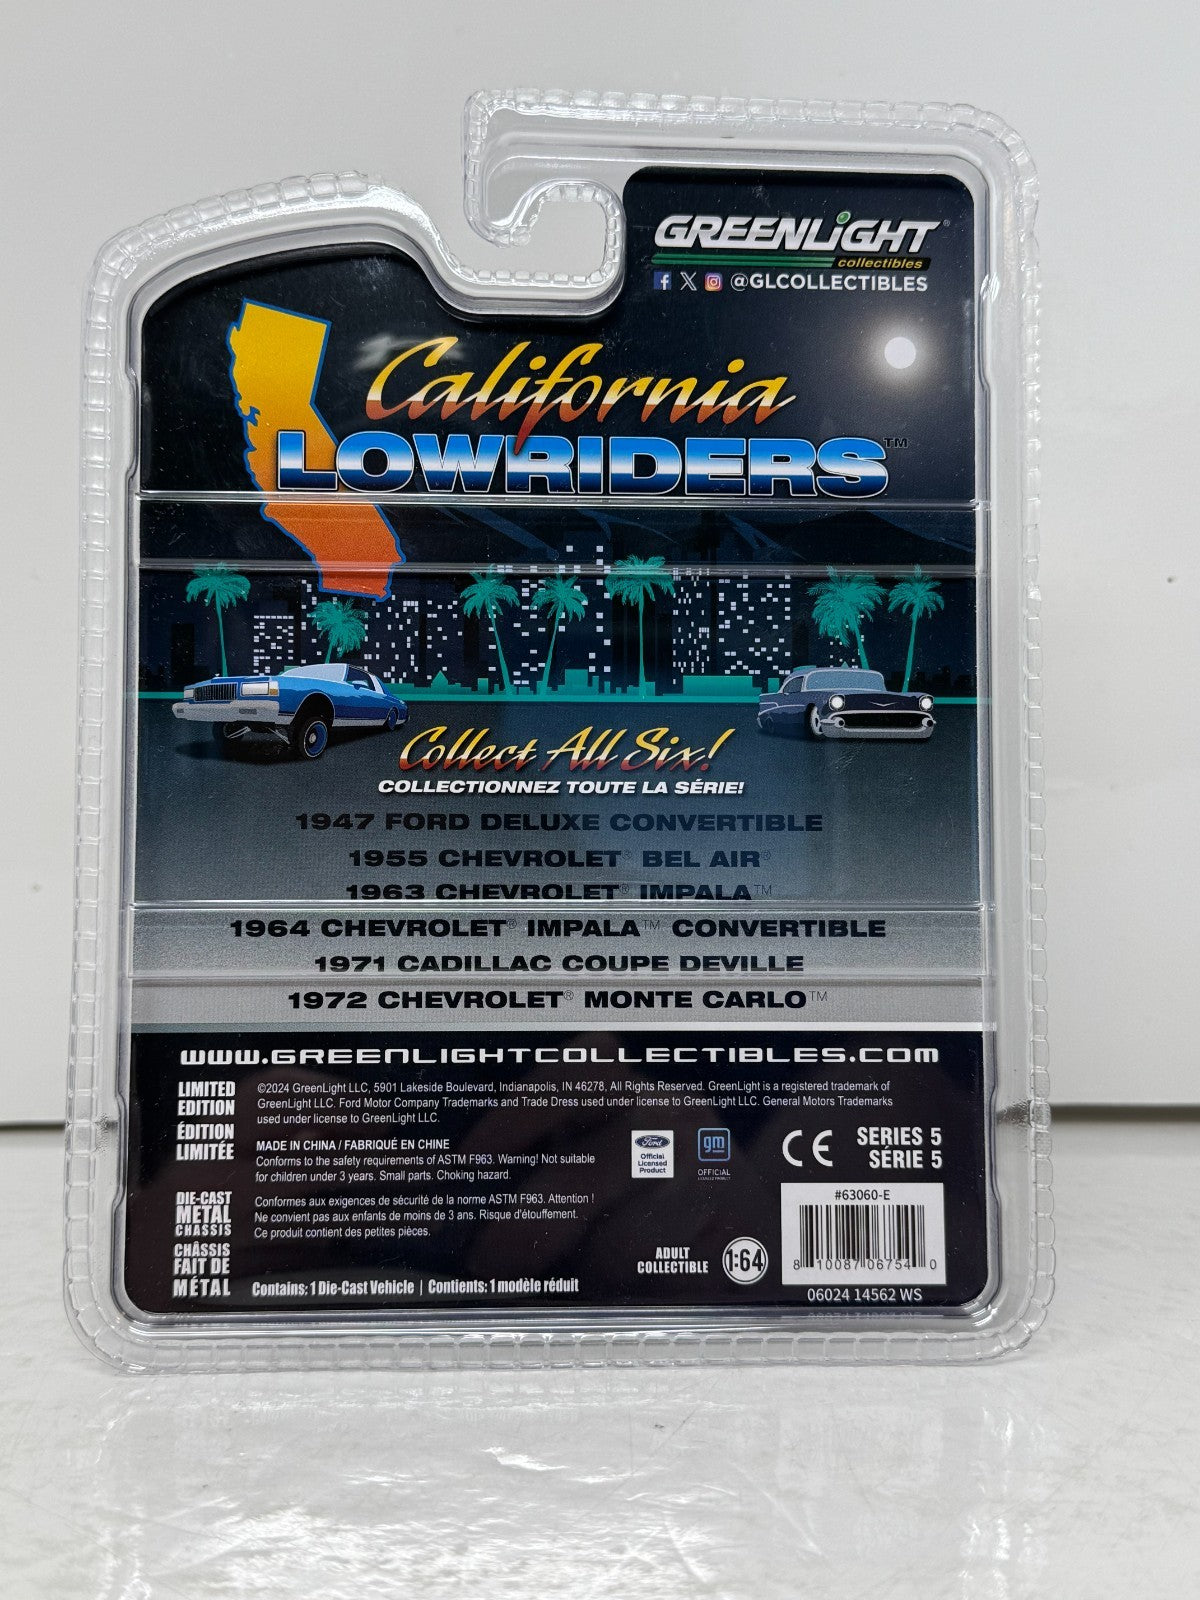 GREENLiGHT®
collectibles
@GLCOLLECTIBLES
California
LOWRIDERS™
Collect All Six!
COLLECTIONNEZ TOUTE LA SÉRIE!
1947 FORD DELUXE CONVERTIBLE
1955 CHEVROLET® BEL AIR®
1963 CHEVROLET® IMPALA™
1964 CHEVROLET® IMPALA™ CONVERTIBLE
1971 CADILLAC COUPE DEVILLE
1972 CHEVROLET® MONTE CARLO™
www.GREENLIGHTCOLLECTIBLES.com
LIMITED
EDITION
ÉDITION
LIMITÉE
©2024 GreenLight LLC, 5901 Lakeside Boulevard, Indianapolis, IN 46278, All Rights Reserved. GreenLight is a registered trademark of
GreenLight LLC. Ford Motor Company Trademarks and Trade Dress used under license to GreenLight LLC. General Motors Trademarks
used under license to GreenLight LLC.
MADE IN CHINA / FABRIQUÉ EN CHINE
Conforms to the safety requirements of ASTM F963. Warning! Not suitable
for children under 3 years. Small parts. Choking hazard.
Ford
Official
Licensed
Product
gm
OFFICIAL
LICENSED PRODUCT
CE
SERIES 5
SÉRIE 5
DIE-CAST
METAL
CHASSIS
CHÂSSIS
FAIT DE
MÉTAL
Conformes aux exigences de sécurité de la norme ASTM F963. Attention !
Ne convient pas aux enfants de moins de 3 ans. Risque d'étouffement.
Ce produit contient des petites pièces.
Contains: 1 Die-Cast Vehicle | Contients: 1 modèle réduit
ADULT
COLLECTIBLE
1:64
#63060-E
8 10087 06754 0
06024 14562 WS